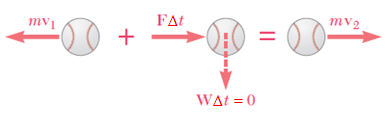 mv₁ + FΔt = mv₂
WΔt = 0